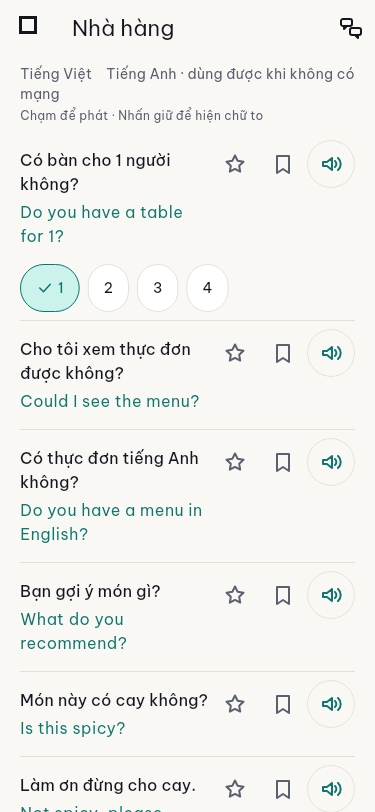 Nhà hàng
Tiếng Việt Tiếng Anh · dùng được khi không có
mạng
Chạm để phát · Nhấn giữ để hiện chữ to
Có bàn cho 1 người
không?
Do you have a table
for 1?
1 2 3 4
Cho tôi xem thực đơn
được không?
Could I see the menu?
Có thực đơn tiếng Anh
không?
Do you have a menu in
English?
Bạn gợi ý món gì?
What do you
recommend?
Món này có cay không?
Is this spicy?
Làm ơn đừng cho cay.
Not spicy, please